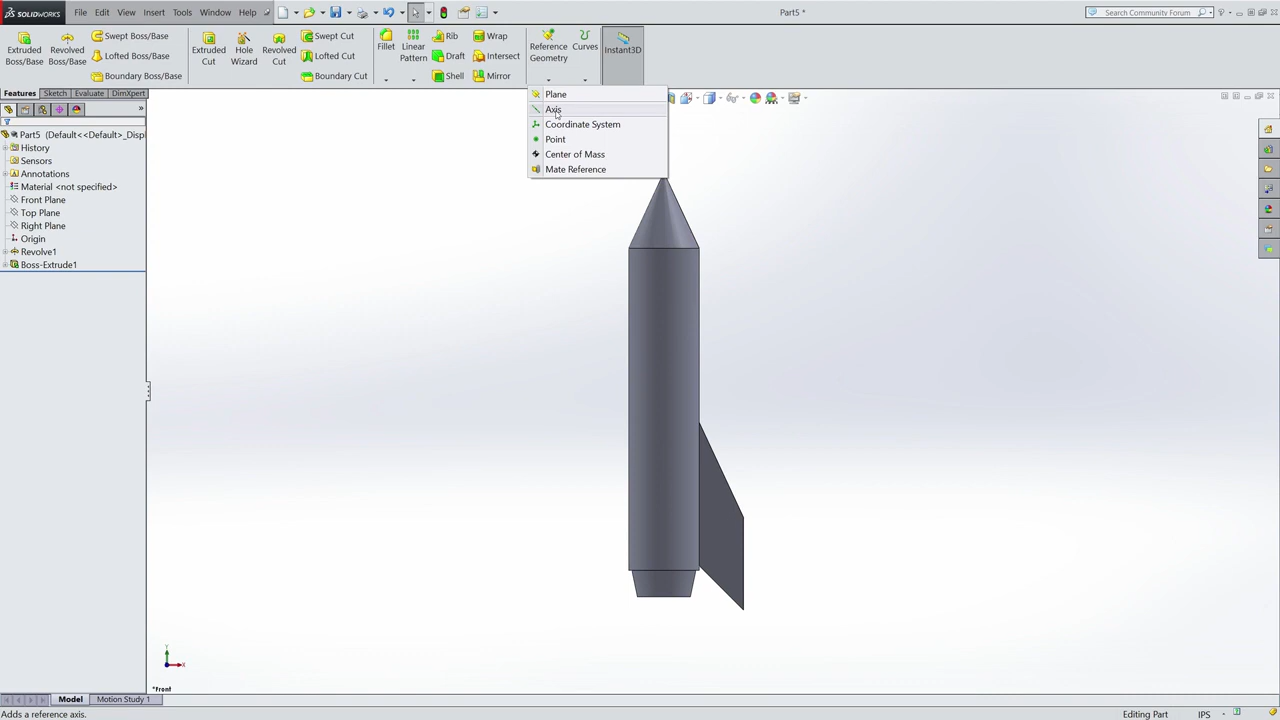 SOLIDWORKS File Edit View Insert Tools Window Help Part5 * Search Community Forum
Extruded Boss/Base
Revolved Boss/Base
Swept Boss/Base
Lofted Boss/Base
Boundary Boss/Base
Extruded Cut
Hole Wizard
Revolved Cut
Swept Cut
Lofted Cut
Boundary Cut
Fillet
Linear Pattern
Rib
Draft
Shell
Wrap
Intersect
Mirror
Reference Geometry
Curves
Instant3D
Features Sketch Evaluate DimXpert
Plane
Axis
Coordinate System
Point
Center of Mass
Mate Reference
Part5 (Default<<Default>_Displ
History
Sensors
Annotations
Material <not specified>
Front Plane
Top Plane
Right Plane
Origin
Revolve1
Boss-Extrude1
Y
X
*Front
Model Motion Study 1
Adds a reference axis. Editing Part IPS